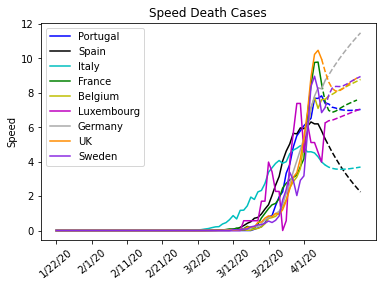 Speed Death Cases
12
10
8
6
4
2
0
Speed
Portugal
Spain
Italy
France
Belgium
Luxembourg
Germany
UK
Sweden
1/22/20
2/1/20
2/11/20
2/21/20
3/2/20
3/12/20
3/22/20
4/1/20